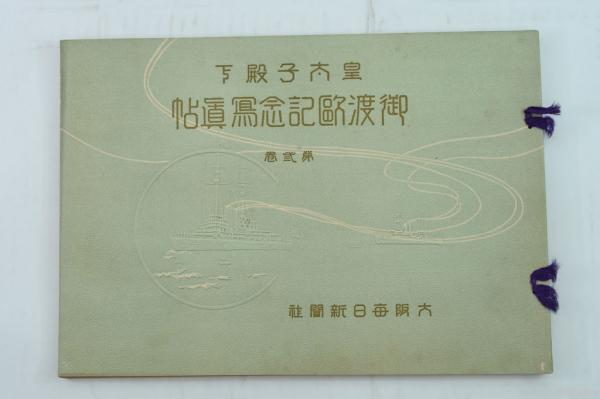 皇太子殿下
御渡歐記念寫眞帖
第貳卷
大阪每日新聞社